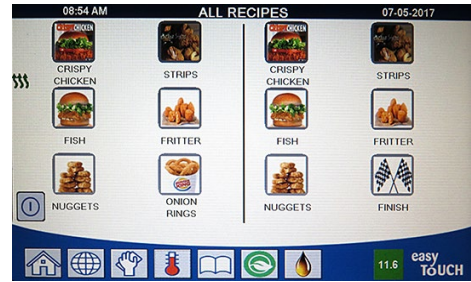 08:54 AM
ALL RECIPES
07-05-2017
CRISPY
CHICKEN
STRIPS
CRISPY
CHICKEN
STRIPS
FISH
FRITTER
FISH
FRITTER
NUGGETS
ONION
RINGS
NUGGETS
FINISH
11.6
easy
TOUCH